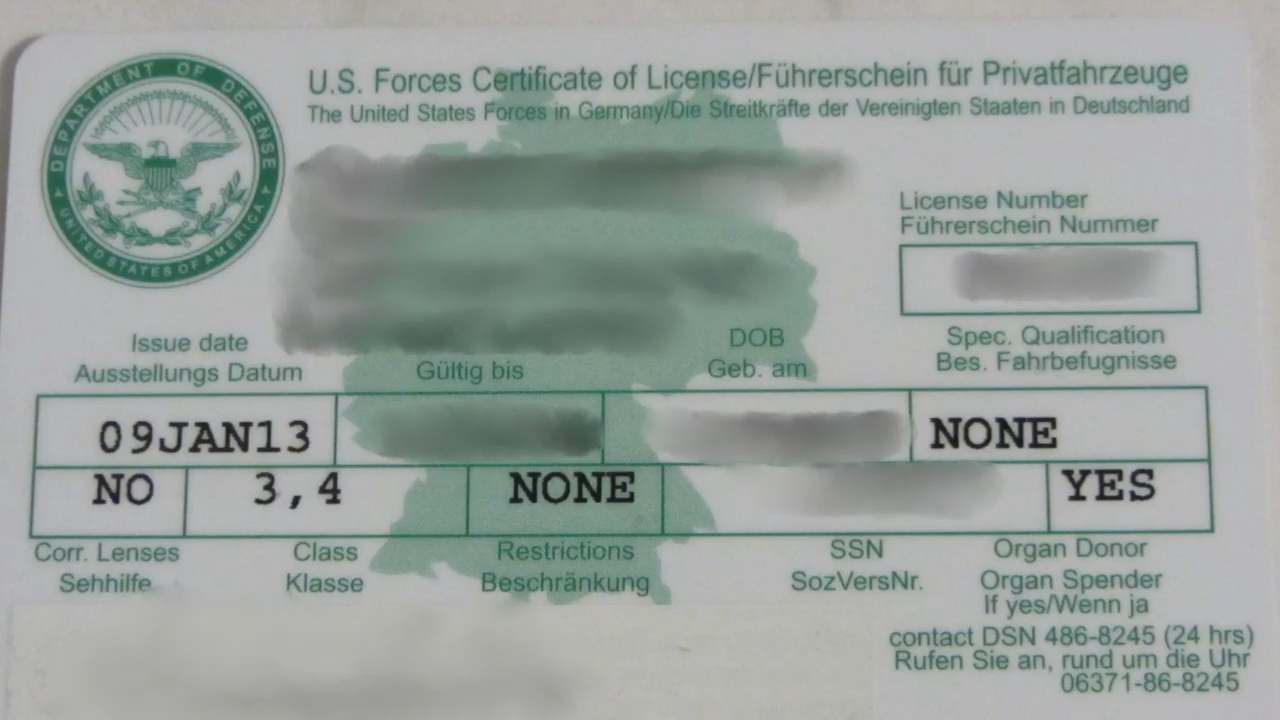 DEPARTMENT OF DEFENSE
UNITED STATES OF AMERICA
U.S. Forces Certificate of License/Führerschein für Privatfahrzeuge
The United States Forces in Germany/Die Streitkräfte der Vereinigten Staaten in Deutschland
License Number
Führerschein Nummer
Issue date
Ausstellungs Datum
Gültig bis
DOB
Geb. am
Spec. Qualification
Bes. Fahrbefugnisse
09JAN13 NONE
NO 3,4 NONE YES
Corr. Lenses
Sehhilfe
Class
Klasse
Restrictions
Beschränkung
SSN
SozVersNr.
Organ Donor
Organ Spender
If yes/Wenn ja
contact DSN 486-8245 (24 hrs)
Rufen Sie an, rund um die Uhr
06371-86-8245